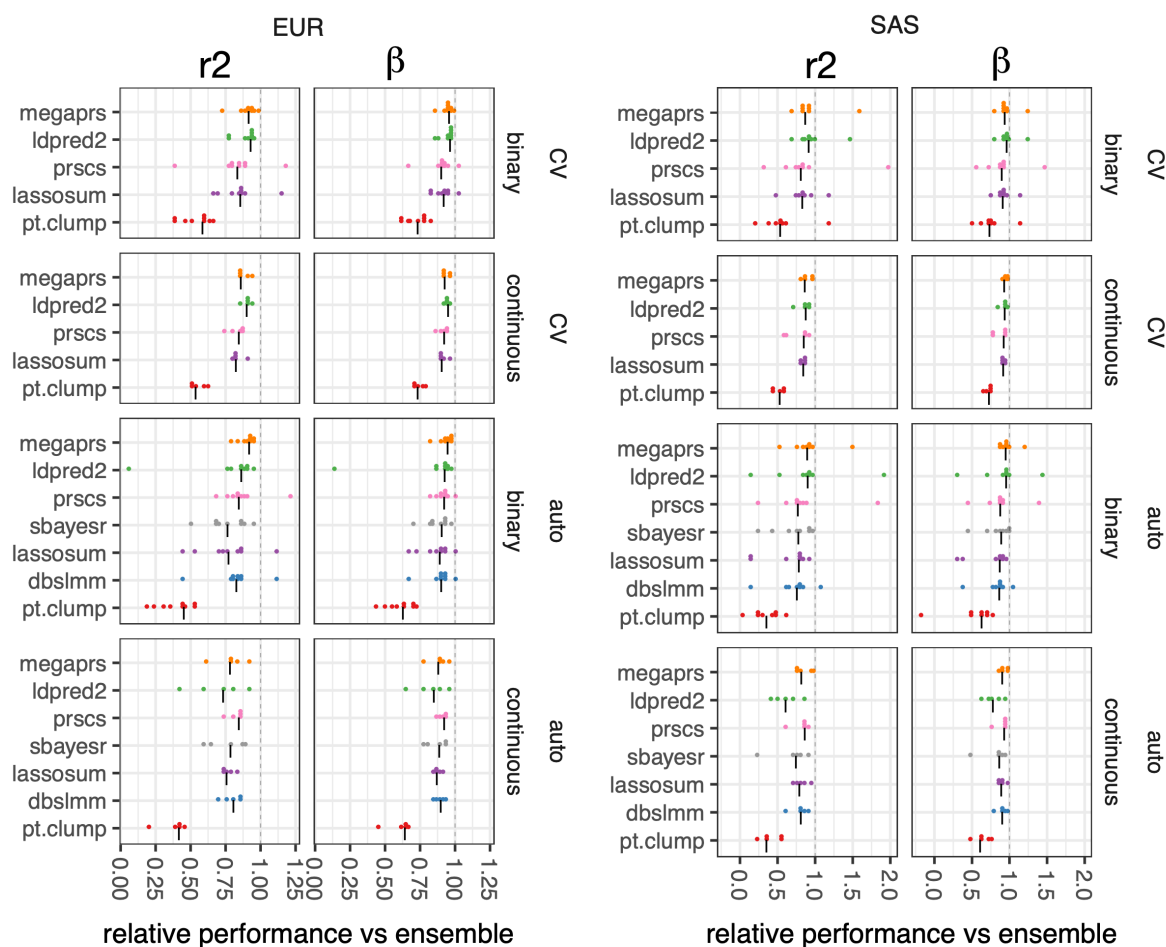 EUR
r2 β
megaprs
ldpred2
prscs
lassosum
pt.clump
binary
CV
megaprs
ldpred2
prscs
lassosum
pt.clump
continuous
CV
megaprs
ldpred2
prscs
sbayesr
lassosum
dbslmm
pt.clump
binary
auto
megaprs
ldpred2
prscs
sbayesr
lassosum
dbslmm
pt.clump
continuous
auto
0.00 0.25 0.50 0.75 1.00 1.25 0.00 0.25 0.50 0.75 1.00 1.25
relative performance vs ensemble
SAS
r2 β
megaprs
ldpred2
prscs
lassosum
pt.clump
binary
CV
megaprs
ldpred2
prscs
lassosum
pt.clump
continuous
CV
megaprs
ldpred2
prscs
sbayesr
lassosum
dbslmm
pt.clump
binary
auto
megaprs
ldpred2
prscs
sbayesr
lassosum
dbslmm
pt.clump
continuous
auto
0.0 0.5 1.0 1.5 2.0 0.0 0.5 1.0 1.5 2.0
relative performance vs ensemble